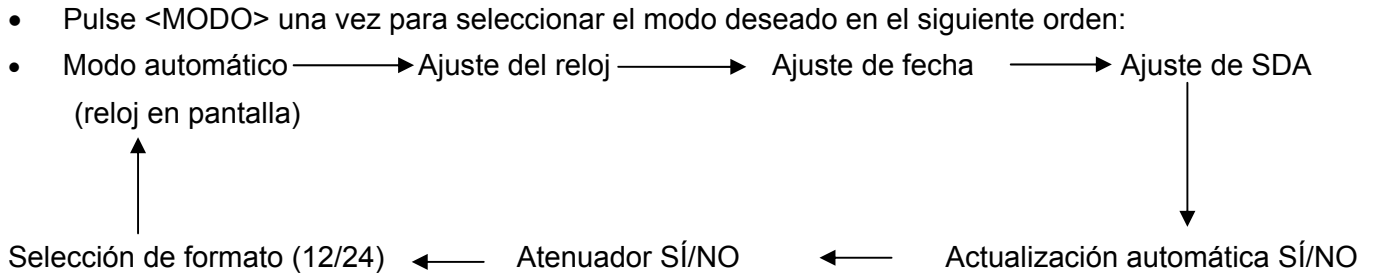 • Pulse <MODO> una vez para seleccionar el modo deseado en el siguiente orden:
• Modo automático Ajuste del reloj Ajuste de fecha Ajuste de SDA
(reloj en pantalla)
Selección de formato (12/24) Atenuador SÍ/NO Actualización automática SÍ/NO